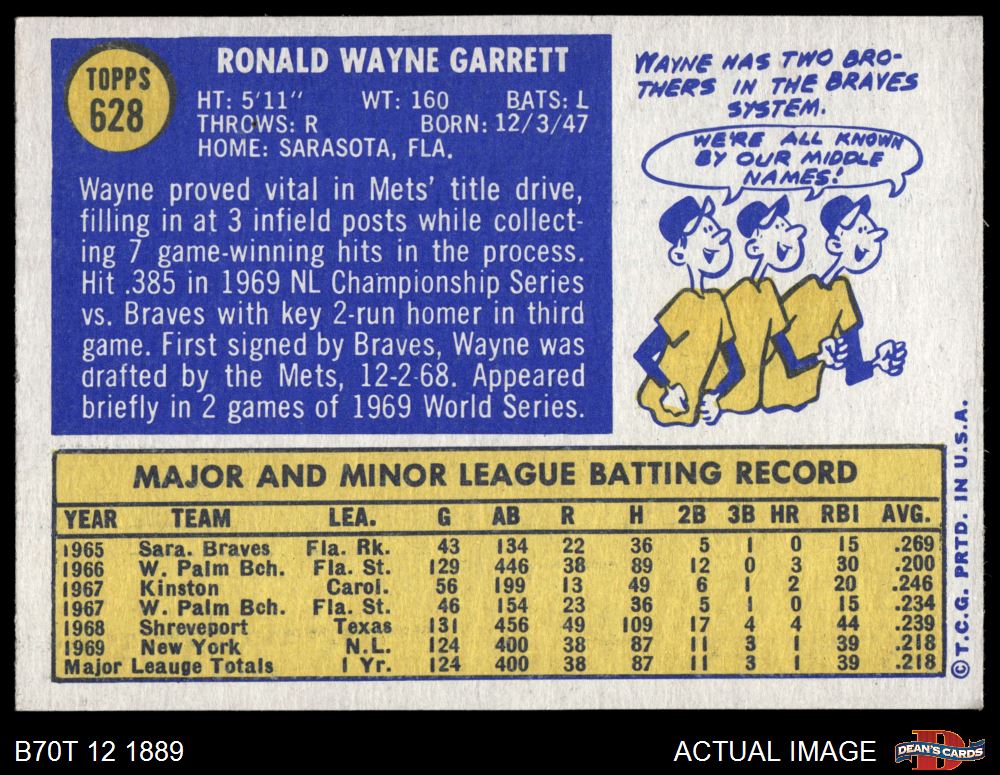 TOPPS
628
RONALD WAYNE GARRETT
HT: 5'11" WT: 160 BATS: L
THROWS: R BORN: 12/3/47
HOME: SARASOTA, FLA.
Wayne proved vital in Mets' title drive,
filling in at 3 infield posts while collect-
ing 7 game-winning hits in the process.
Hit .385 in 1969 NL Championship Series
vs. Braves with key 2-run homer in third
game. First signed by Braves, Wayne was
drafted by the Mets, 12-2-68. Appeared
briefly in 2 games of 1969 World Series.
WAYNE HAS TWO BRO-
THERS IN THE BRAVES
SYSTEM.
WE'RE ALL KNOWN
BY OUR MIDDLE
NAMES!
MAJOR AND MINOR LEAGUE BATTING RECORD
YEAR TEAM LEA. G AB R H 2B 3B HR RBI AVG.
1965 Sara. Braves Fla. Rk. 43 134 22 36 5 1 0 15 .269
1966 W. Palm Bch. Fla. St. 129 446 38 89 12 0 3 30 .200
1967 Kinston Carol. 56 199 13 49 6 1 2 20 .246
1967 W. Palm Bch. Fla. St. 46 154 23 36 5 1 0 15 .234
1968 Shreveport Texas 131 456 49 109 17 4 4 44 .239
1969 New York N.L. 124 400 38 87 11 3 1 39 .218
Major Leauge Totals 1 Yr. 124 400 38 87 11 3 1 39 .218
© T.C.G. PRTD. IN U.S.A.
B70T 12 1889
ACTUAL IMAGE
D
DEAN'S CARDS